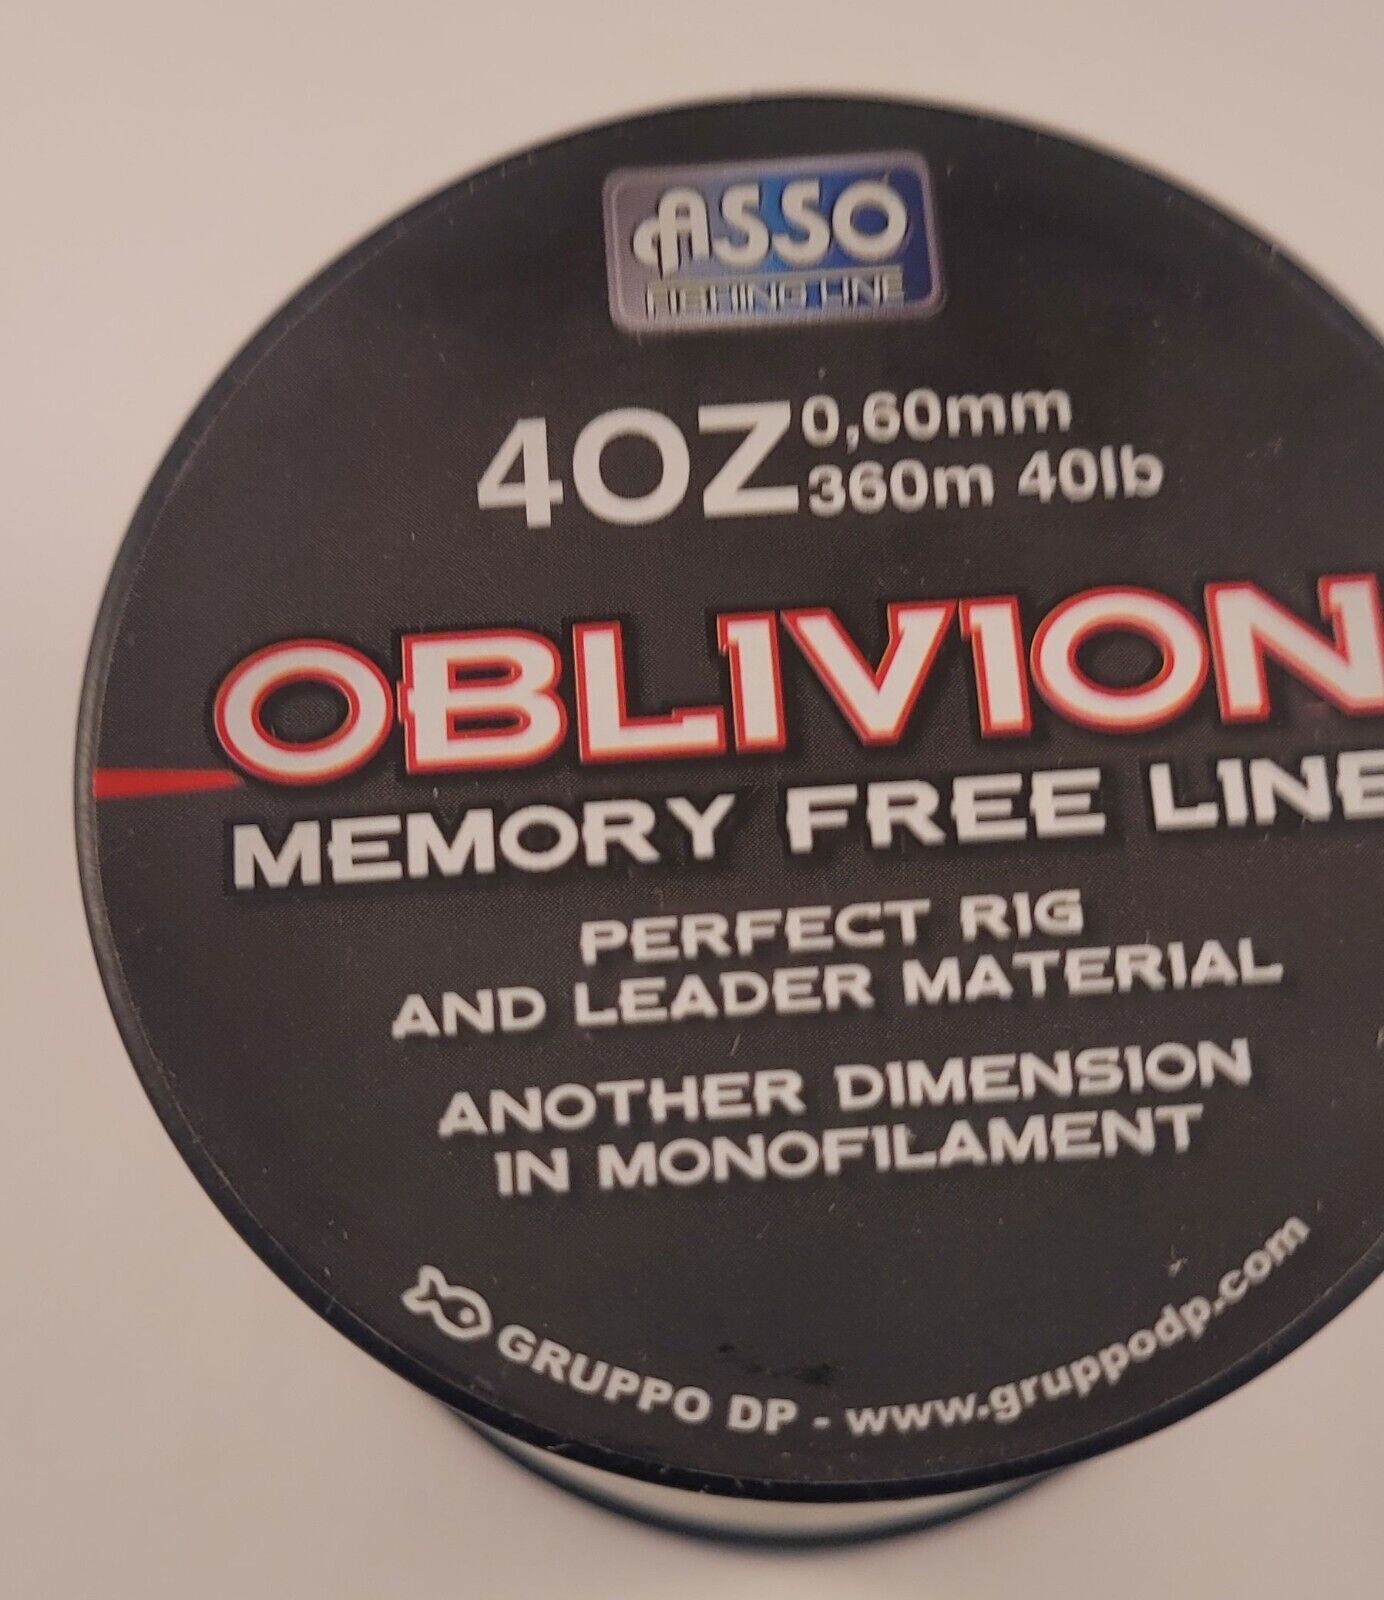 ASSO
FISHING LINE
4OZ
0,60mm
360m 40lb
OBLIVION
MEMORY FREE LINE
PERFECT RIG
AND LEADER MATERIAL
ANOTHER DIMENSION
IN MONOFILAMENT
GRUPPO DP - www.gruppodp.com